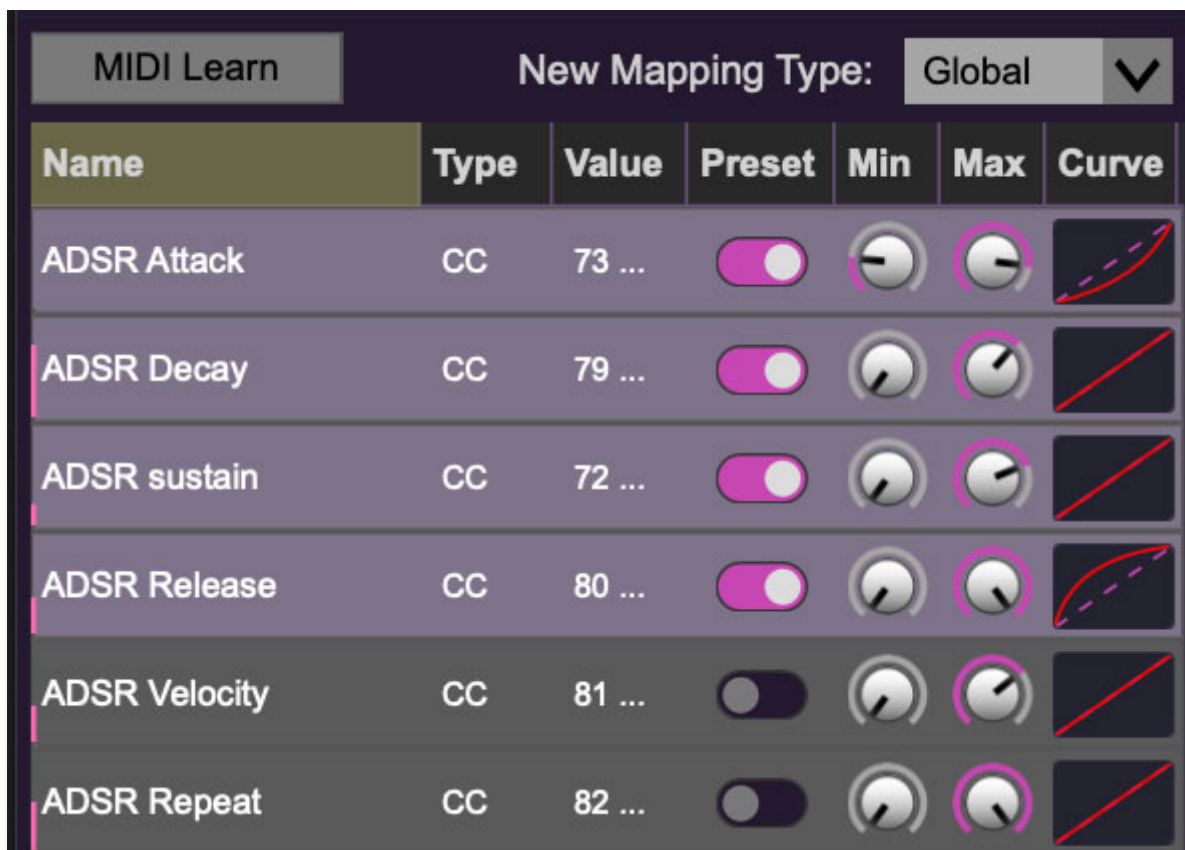 MIDI Learn New Mapping Type: Global
Name Type Value Preset Min Max Curve
ADSR Attack CC 73 ...
ADSR Decay CC 79 ...
ADSR sustain CC 72 ...
ADSR Release CC 80 ...
ADSR Velocity CC 81 ...
ADSR Repeat CC 82 ...